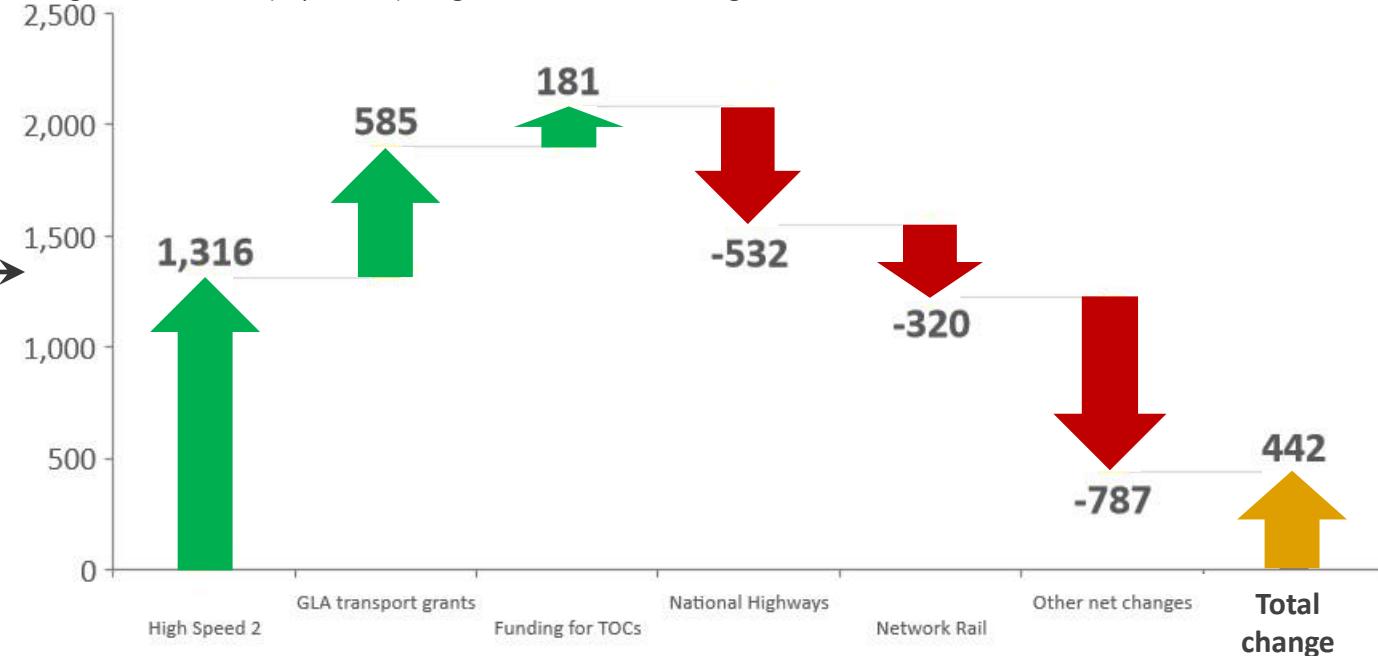 2,500
2,000
1,500
1,000
500
0
1,316
585
181
-532
-320
-787
442
High Speed 2
GLA transport grants
Funding for TOCs
National Highways
Network Rail
Other net changes
Total
change